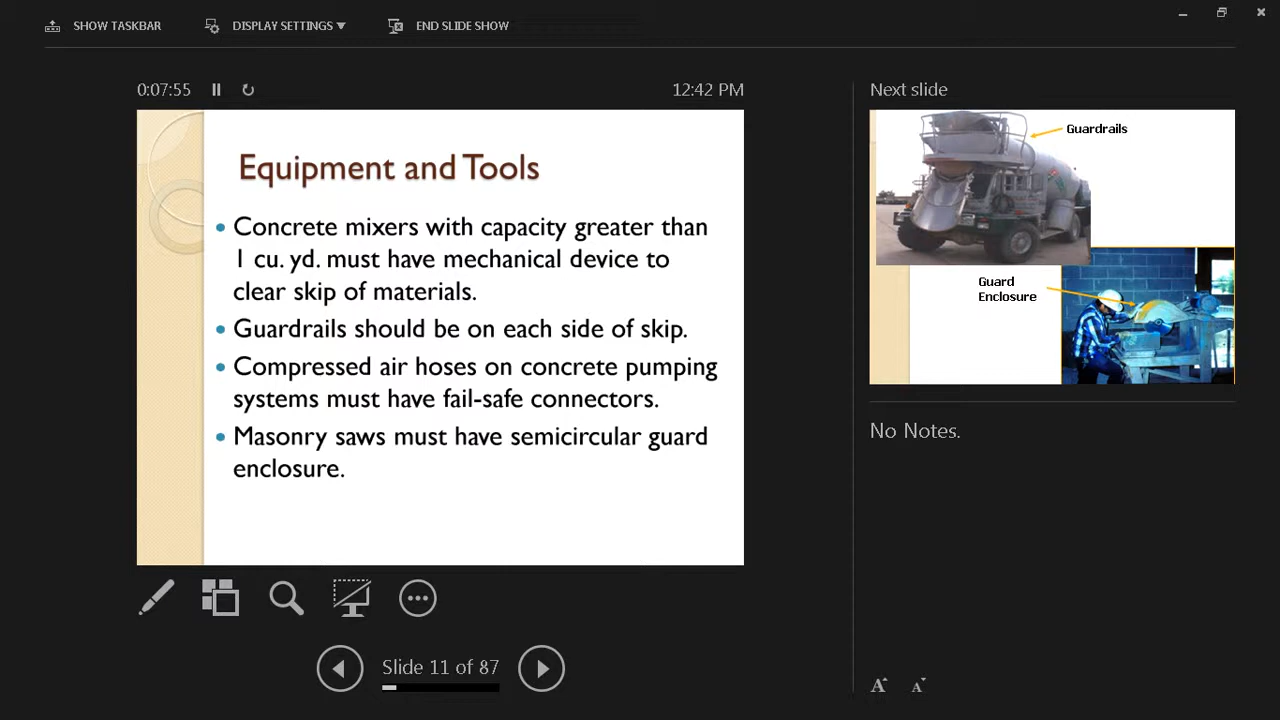 SHOW TASKBAR
DISPLAY SETTINGS
END SLIDE SHOW
0:07:55
12:42 PM
Equipment and Tools
• Concrete mixers with capacity greater than
1 cu. yd. must have mechanical device to
clear skip of materials.
• Guardrails should be on each side of skip.
• Compressed air hoses on concrete pumping
systems must have fail-safe connectors.
• Masonry saws must have semicircular guard
enclosure.
Slide 11 of 87
Next slide
Guardrails
Guard
Enclosure
No Notes.
A A